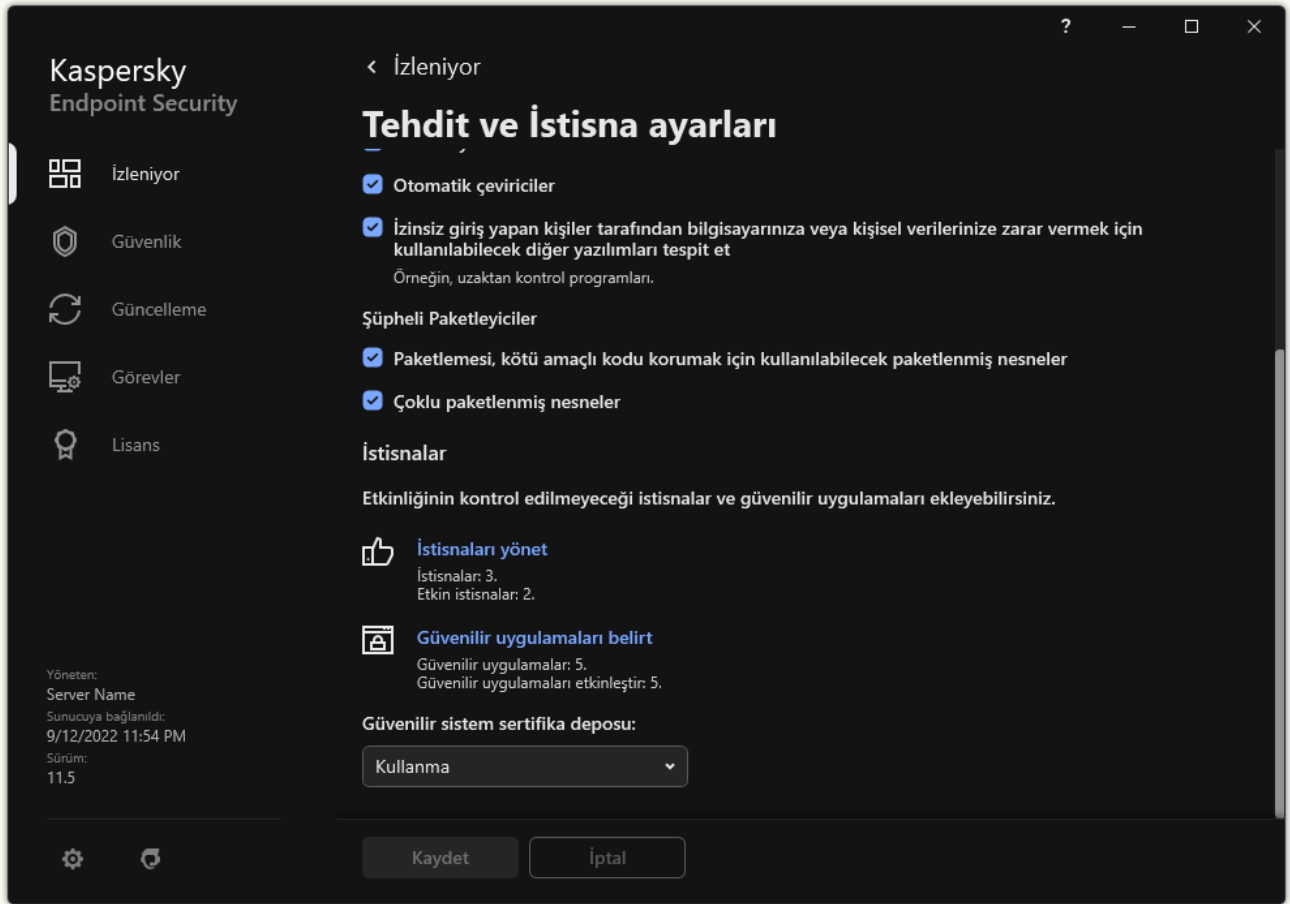 ?
Kaspersky
Endpoint Security
İzleniyor
Güvenlik
Güncelleme
Görevler
Lisans
Yöneten:
Server Name
Sunucuya bağlanıldı:
9/12/2022 11:54 PM
Sürüm:
11.5
İzleniyor
Tehdit ve İstisna ayarları
Otomatik çeviriciler
İzinsiz giriş yapan kişiler tarafından bilgisayarınıza veya kişisel verilerinize zarar vermek için
kullanılabilecek diğer yazılımları tespit et
Örneğin, uzaktan kontrol programları.
Şüpheli Paketleyiciler
Paketlemesi, kötü amaçlı kodu korumak için kullanılabilecek paketlenmiş nesneler
Çoklu paketlenmiş nesneler
İstisnalar
Etkinliğinin kontrol edilmeyeceği istisnalar ve güvenilir uygulamaları ekleyebilirsiniz.
İstisnaları yönet
İstisnalar: 3.
Etkin istisnalar: 2.
Güvenilir uygulamaları belirt
Güvenilir uygulamalar: 5.
Güvenilir uygulamaları etkinleştir: 5.
Güvenilir sistem sertifika deposu:
Kullanma
Kaydet
İptal